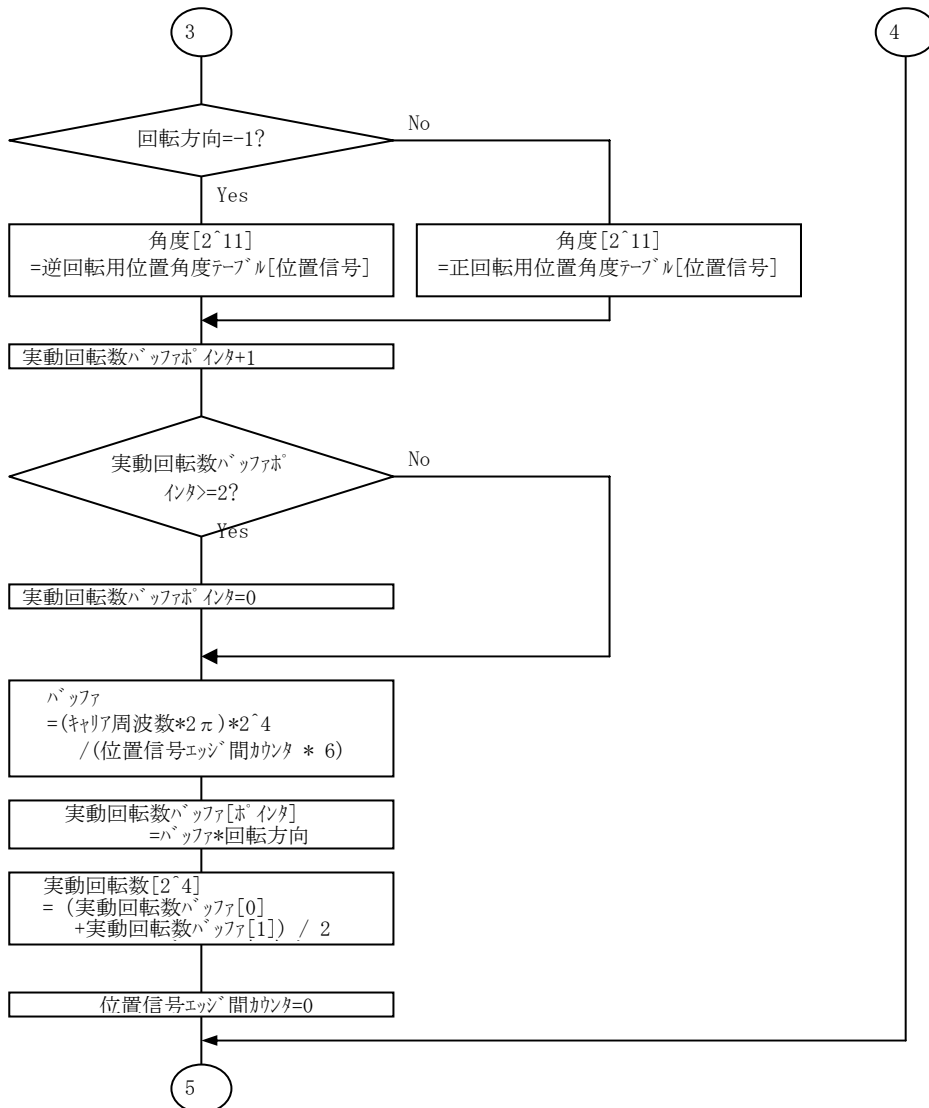 3
4
回転方向=-1?
No
Yes
角度[2^11]
=逆回転用位置角度ﾃｰﾌﾞﾙ[位置信号]
角度[2^11]
=正回転用位置角度ﾃｰﾌﾞﾙ[位置信号]
実動回転数ﾊﾞｯﾌｧﾎﾟｲﾝﾀ+1
実動回転数ﾊﾞｯﾌｧﾎﾟ
ｲﾝﾀ>=2?
No
Yes
実動回転数ﾊﾞｯﾌｧﾎﾟｲﾝﾀ=0
ﾊﾞｯﾌｧ
=(ｷｬﾘｱ周波数*2π)*2^4
/(位置信号ｴｯｼﾞ間ｶｳﾝﾀ * 6)
実動回転数ﾊﾞｯﾌｧ[ﾎﾟｲﾝﾀ]
=ﾊﾞｯﾌｧ*回転方向
実動回転数[2^4]
= (実動回転数ﾊﾞｯﾌｧ[0]
+実動回転数ﾊﾞｯﾌｧ[1]) / 2
位置信号ｴｯｼﾞ間ｶｳﾝﾀ=0
5